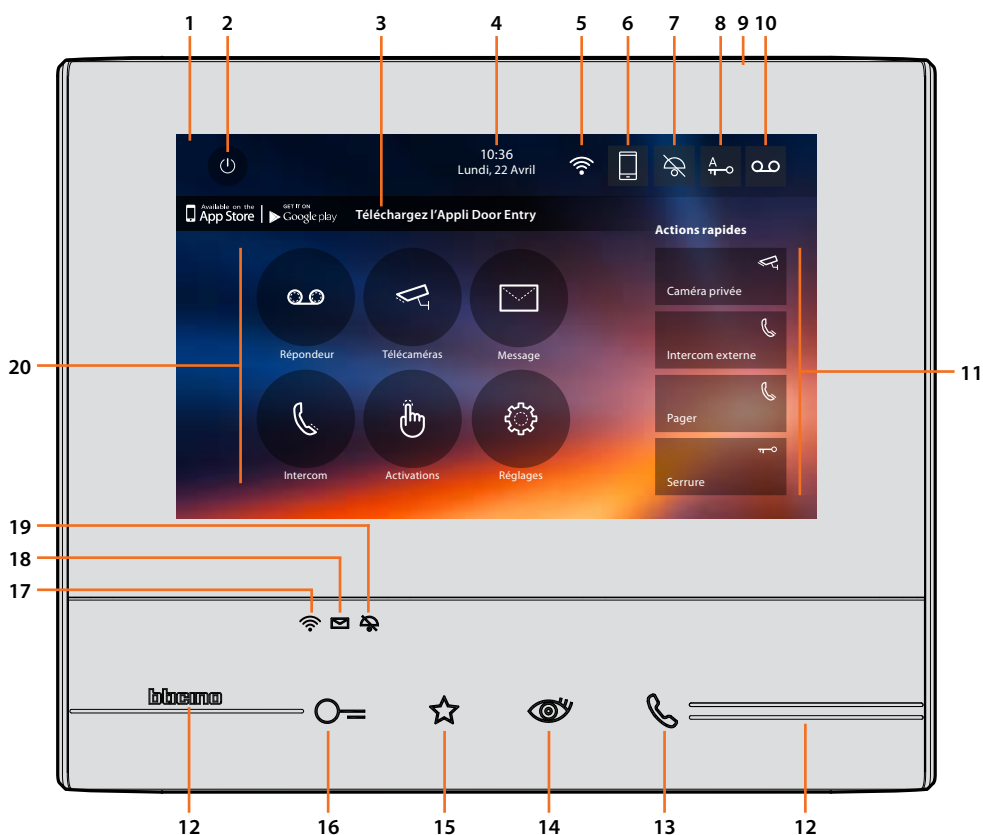 1 2 3 4 5 6 7 8 9 10
10:36
Lundi, 22 Avril
A
Available on the
App Store
GET IT ON
Google play
Téléchargez l'Appli Door Entry
Actions rapides
Caméra privée
Répondeur Télécaméras Message
Intercom externe
20
11
Pager
Intercom Activations Réglages
Serrure
19
18
17
bticino
12 16 15 14 13 12